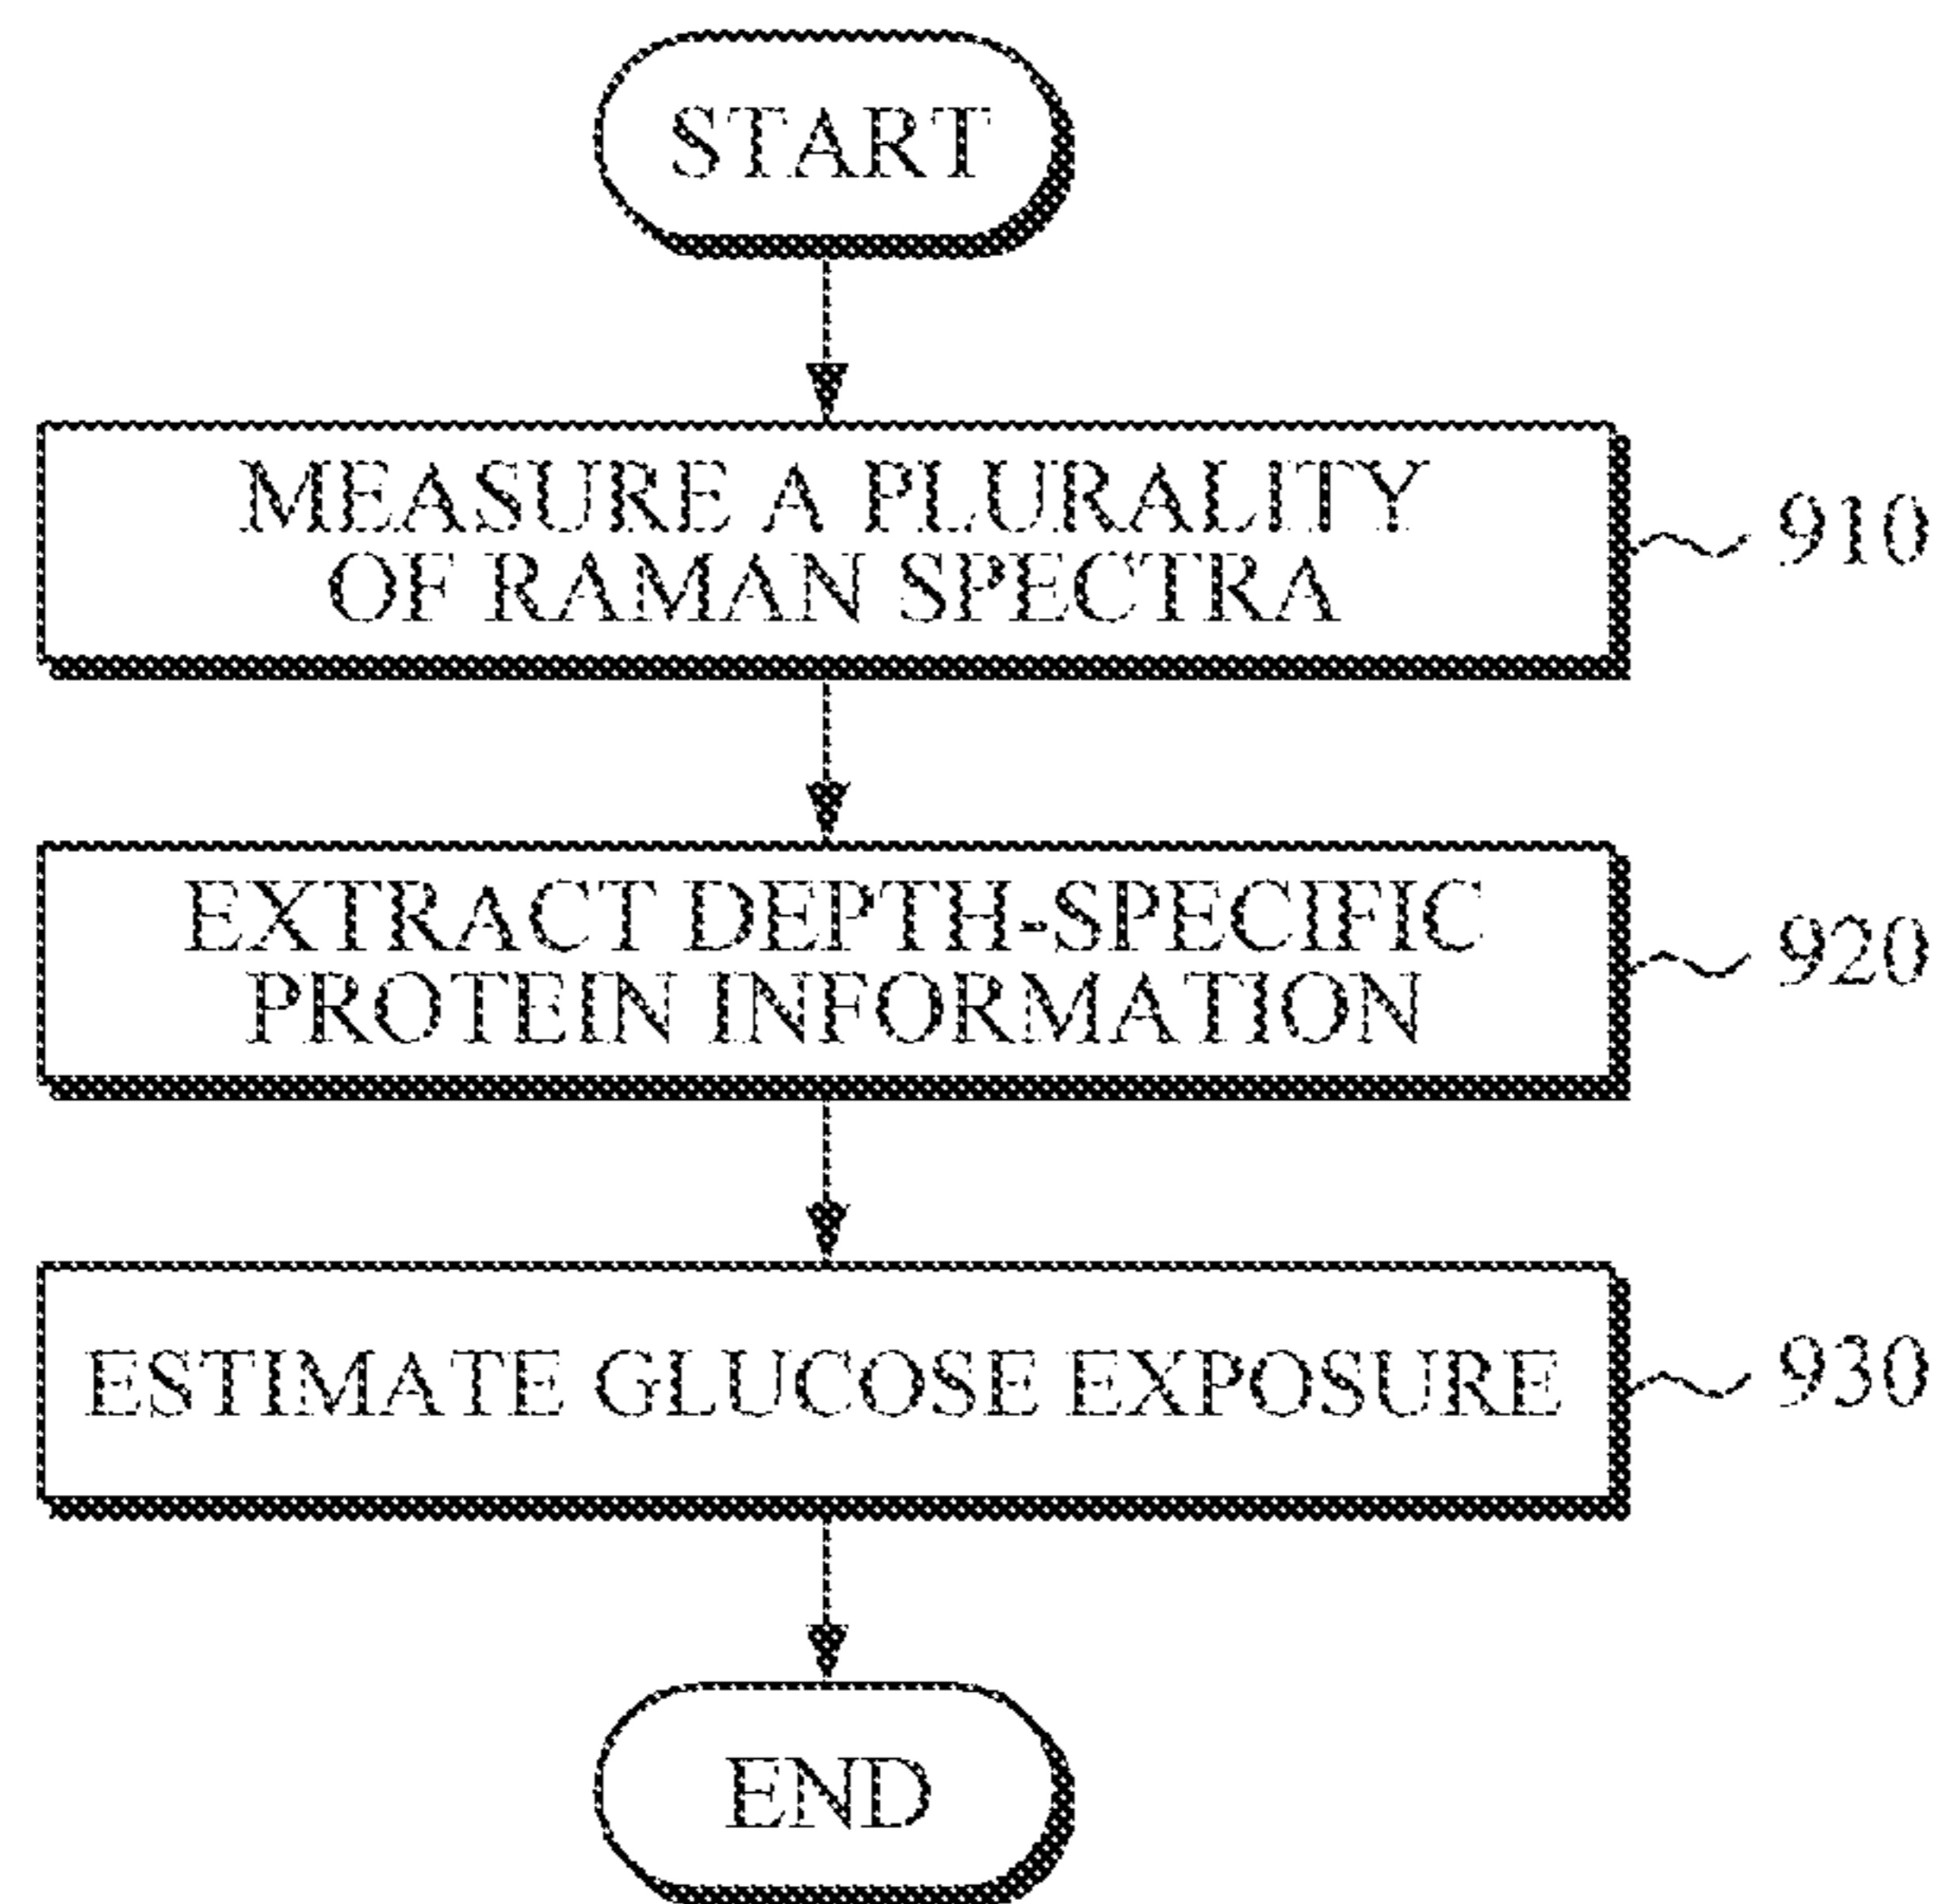 START
MEASURE A PLURALITY
OF RAMAN SPECTRA
910
EXTRACT DEPTH-SPECIFIC
PROTEIN INFORMATION
920
ESTIMATE GLUCOSE EXPOSURE
930
END